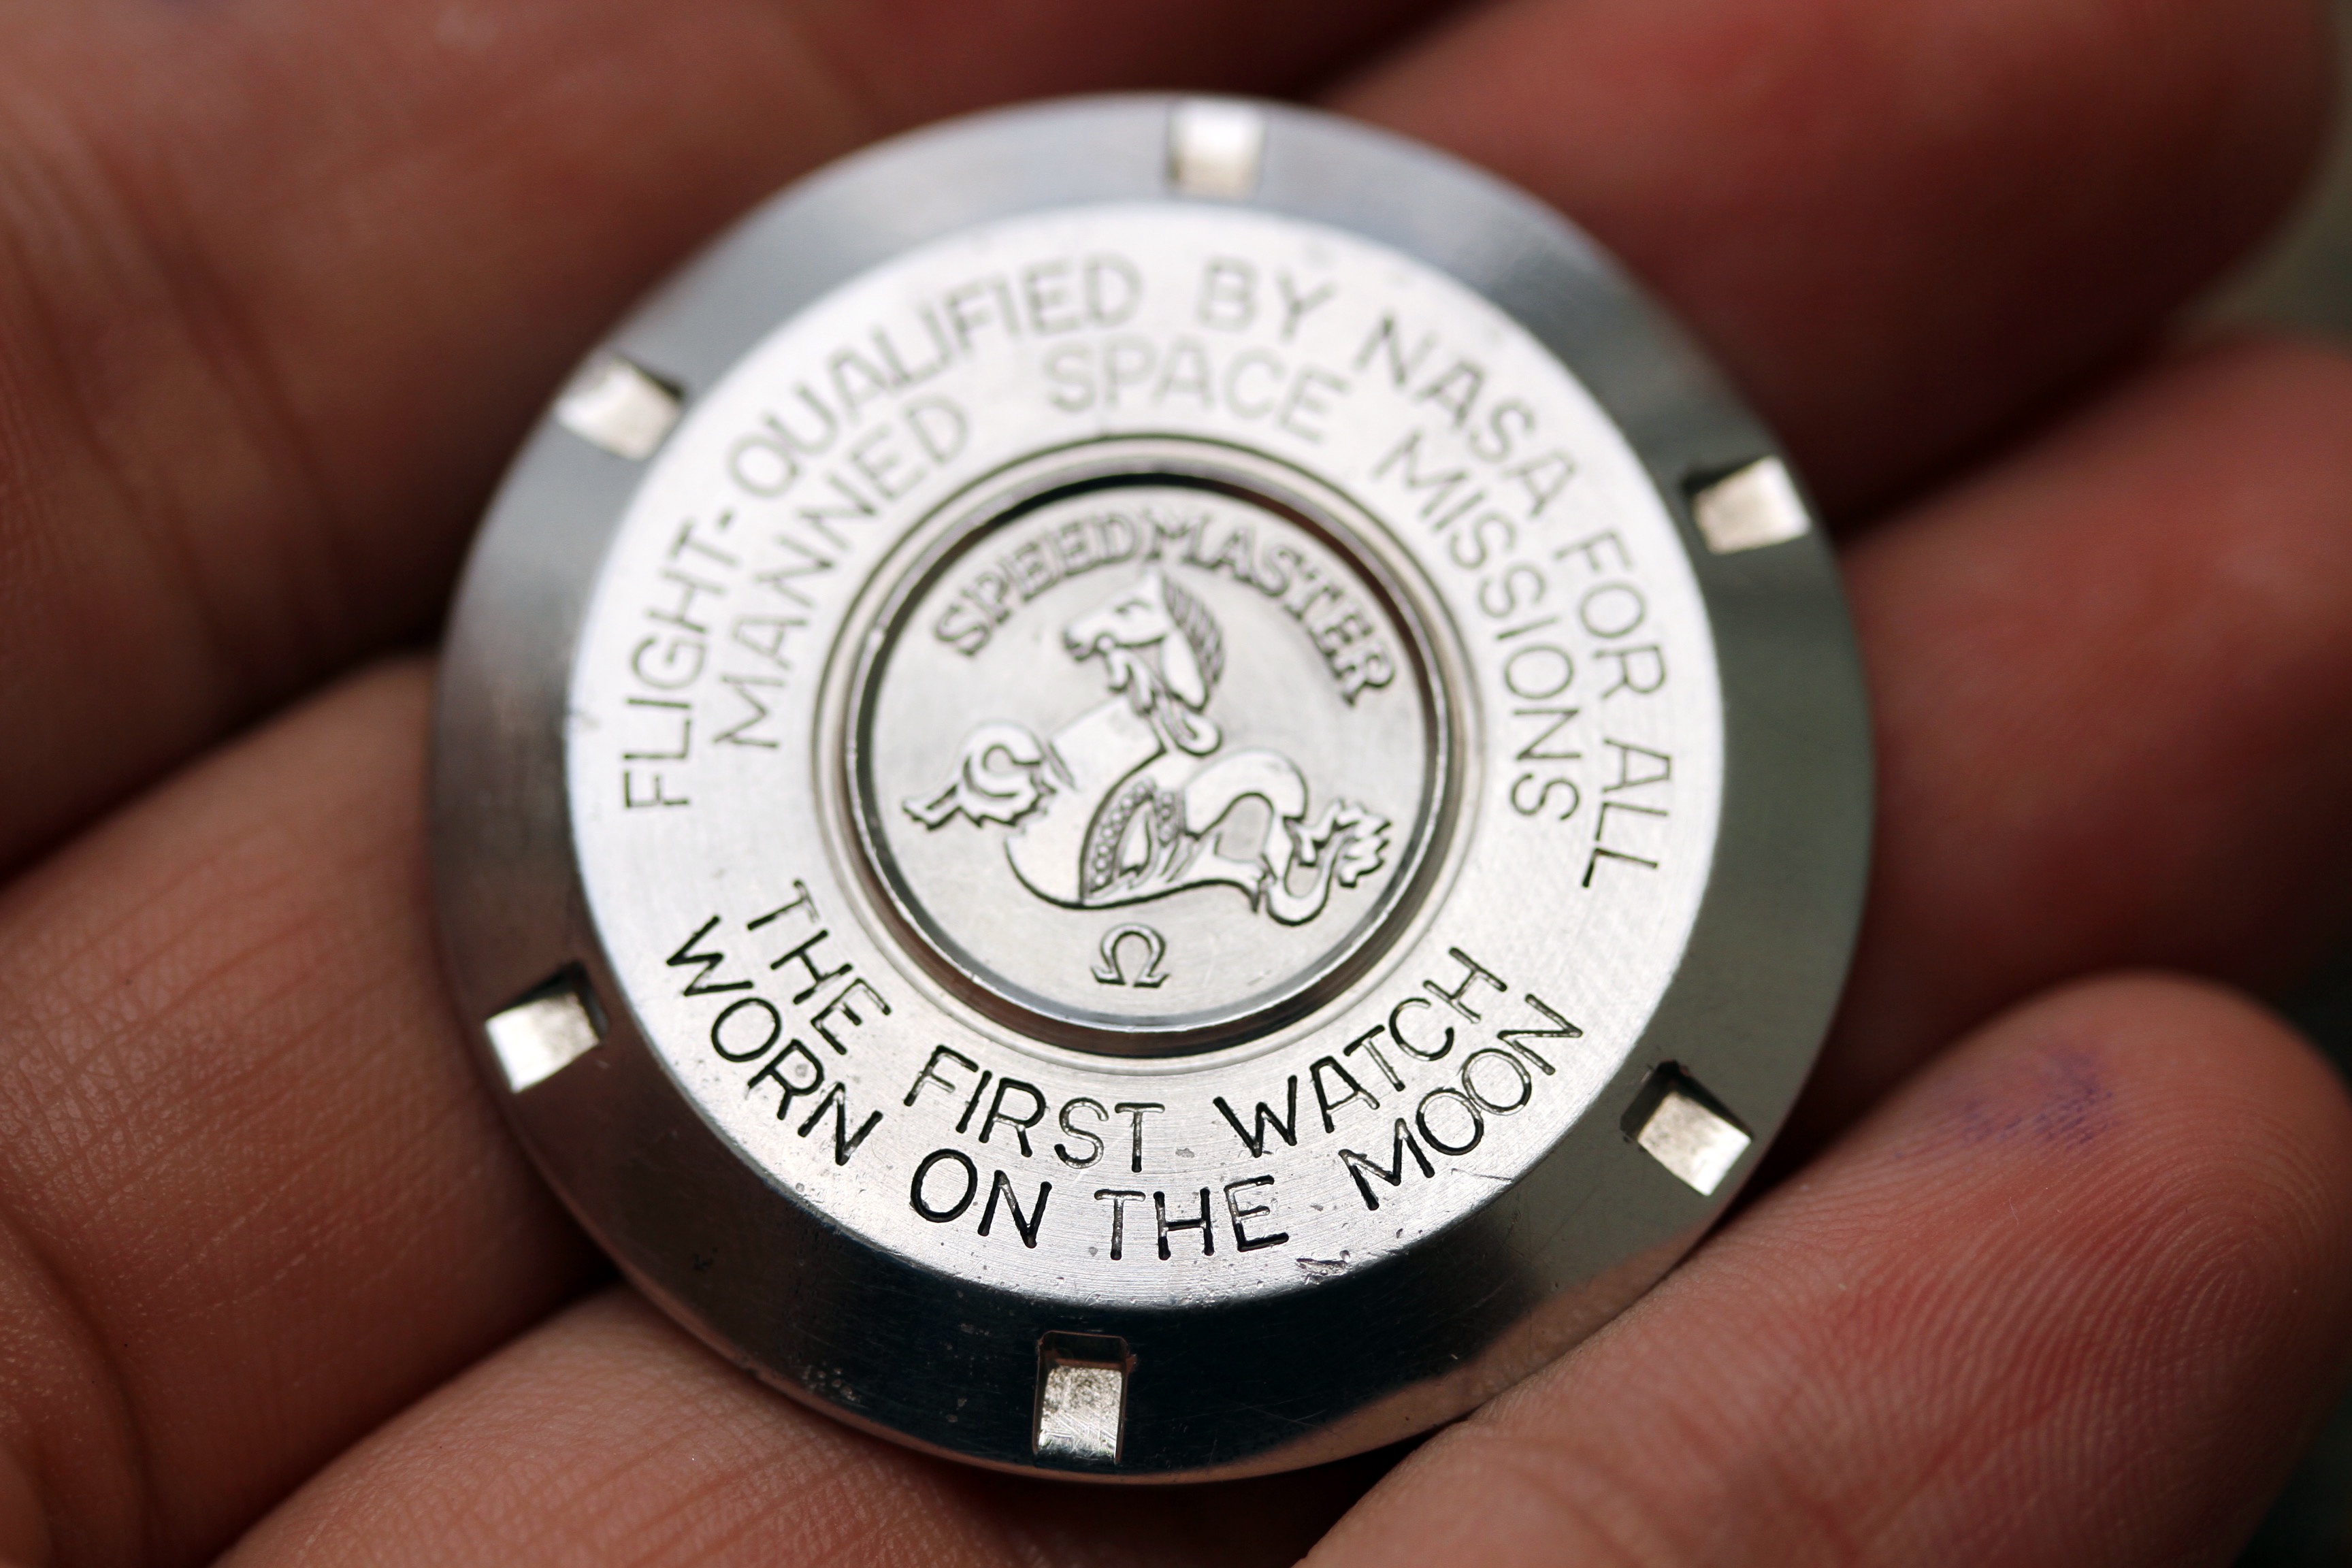 FLIGHT-QUALIFIED BY NASA FOR ALL
MANNED SPACE MISSIONS
SPEEDMASTER
Ω
THE FIRST WATCH
WORN ON THE MOON